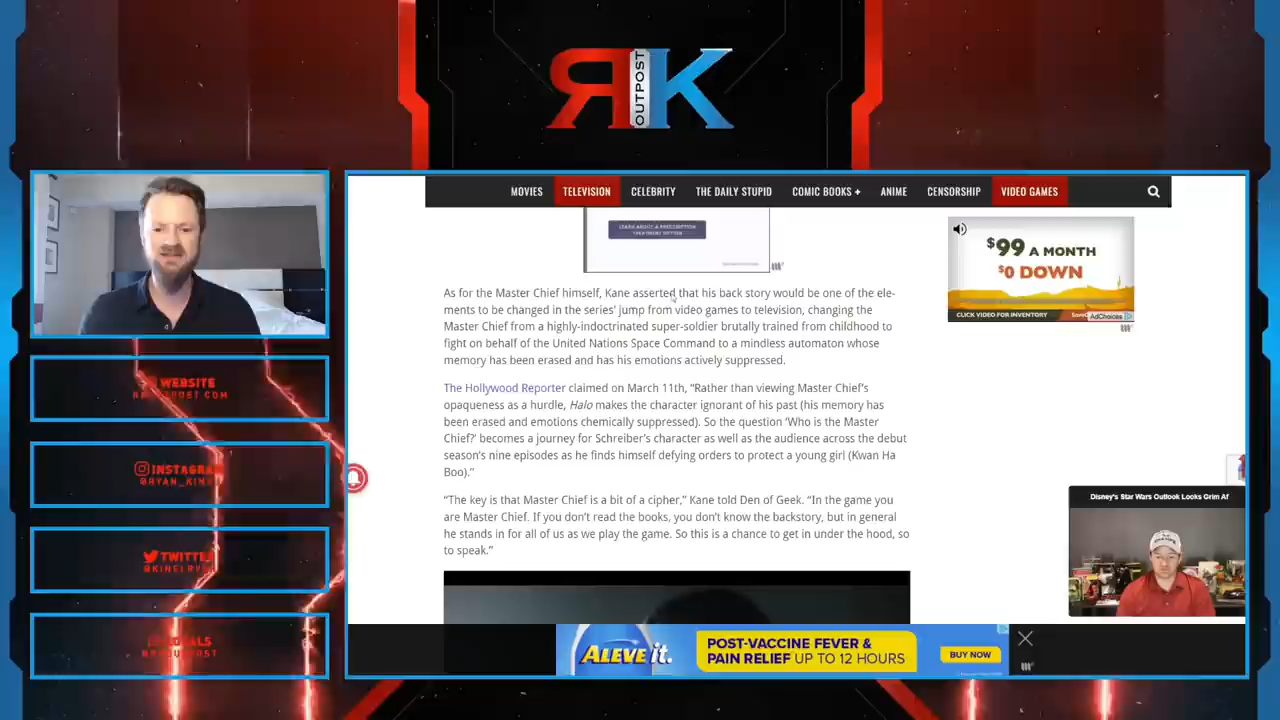 RK
OUTPOST
MOVIES TELEVISION CELEBRITY THE DAILY STUPID COMIC BOOKS + ANIME CENSORSHIP VIDEO GAMES
LEARN ABOUT A PRESCRIPTION
$99 A MONTH
$0 DOWN
CLICK VIDEO FOR INVENTORY
AdChoices
As for the Master Chief himself, Kane asserted that his back story would be one of the ele-
ments to be changed in the series’ jump from video games to television, changing the
Master Chief from a highly-indoctrinated super-soldier brutally trained from childhood to
fight on behalf of the United Nations Space Command to a mindless automaton whose
memory has been erased and has his emotions actively suppressed.
The Hollywood Reporter claimed on March 11th, “Rather than viewing Master Chief’s
opaqueness as a hurdle, Halo makes the character ignorant of his past (his memory has
been erased and emotions chemically suppressed). So the question ‘Who is the Master
Chief?’ becomes a journey for Schreiber’s character as well as the audience across the debut
season’s nine episodes as he finds himself defying orders to protect a young girl (Kwan Ha
Boo).”
“The key is that Master Chief is a bit of a cipher,” Kane told Den of Geek. “In the game you
are Master Chief. If you don’t read the books, you don’t know the backstory, but in general
he stands in for all of us as we play the game. So this is a chance to get in under the hood, so
to speak.”
Disney's Star Wars Outlook Looks Grim Af
WEBSITE
INSTAGRAM
TWITTE
ALEVE it.
POST-VACCINE FEVER &
PAIN RELIEF UP TO 12 HOURS
BUY NOW